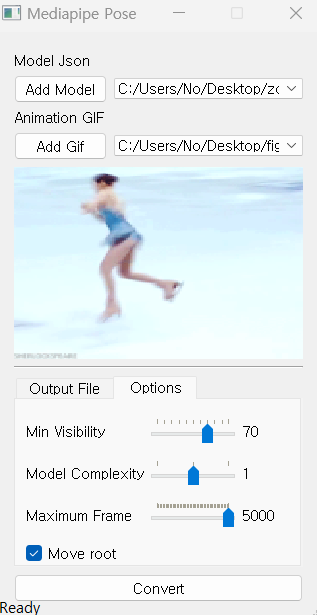 Mediapipe Pose
Model Json
Add Model C:/Users/No/Desktop/zo
Animation GIF
Add Gif C:/Users/No/Desktop/fig
Output File Options
Min Visibility 70
Model Complexity 1
Maximum Frame 5000
Move root
Convert
Ready